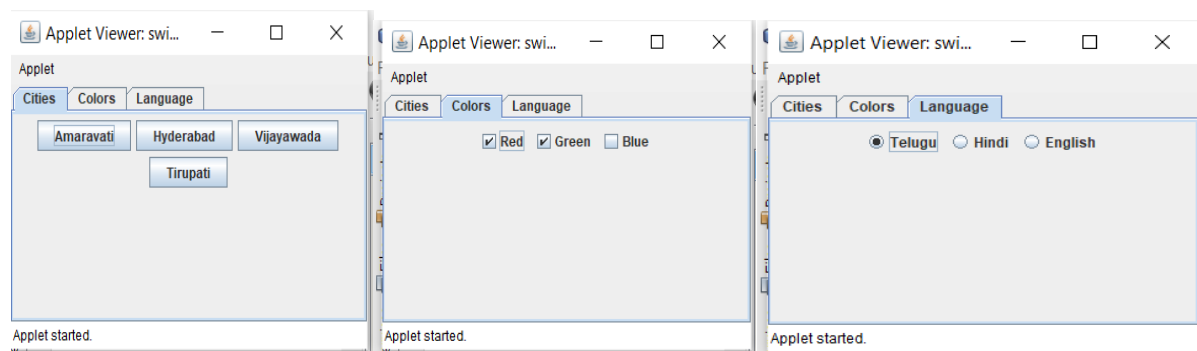 Applet Viewer: swi...
Applet
Cities Colors Language
Amaravati Hyderabad Vijayawada
Tirupati
Applet started.
Applet Viewer: swi...
Applet
Cities Colors Language
Red Green Blue
Applet started.
Applet Viewer: swi...
Applet
Cities Colors Language
Telugu Hindi English
Applet started.